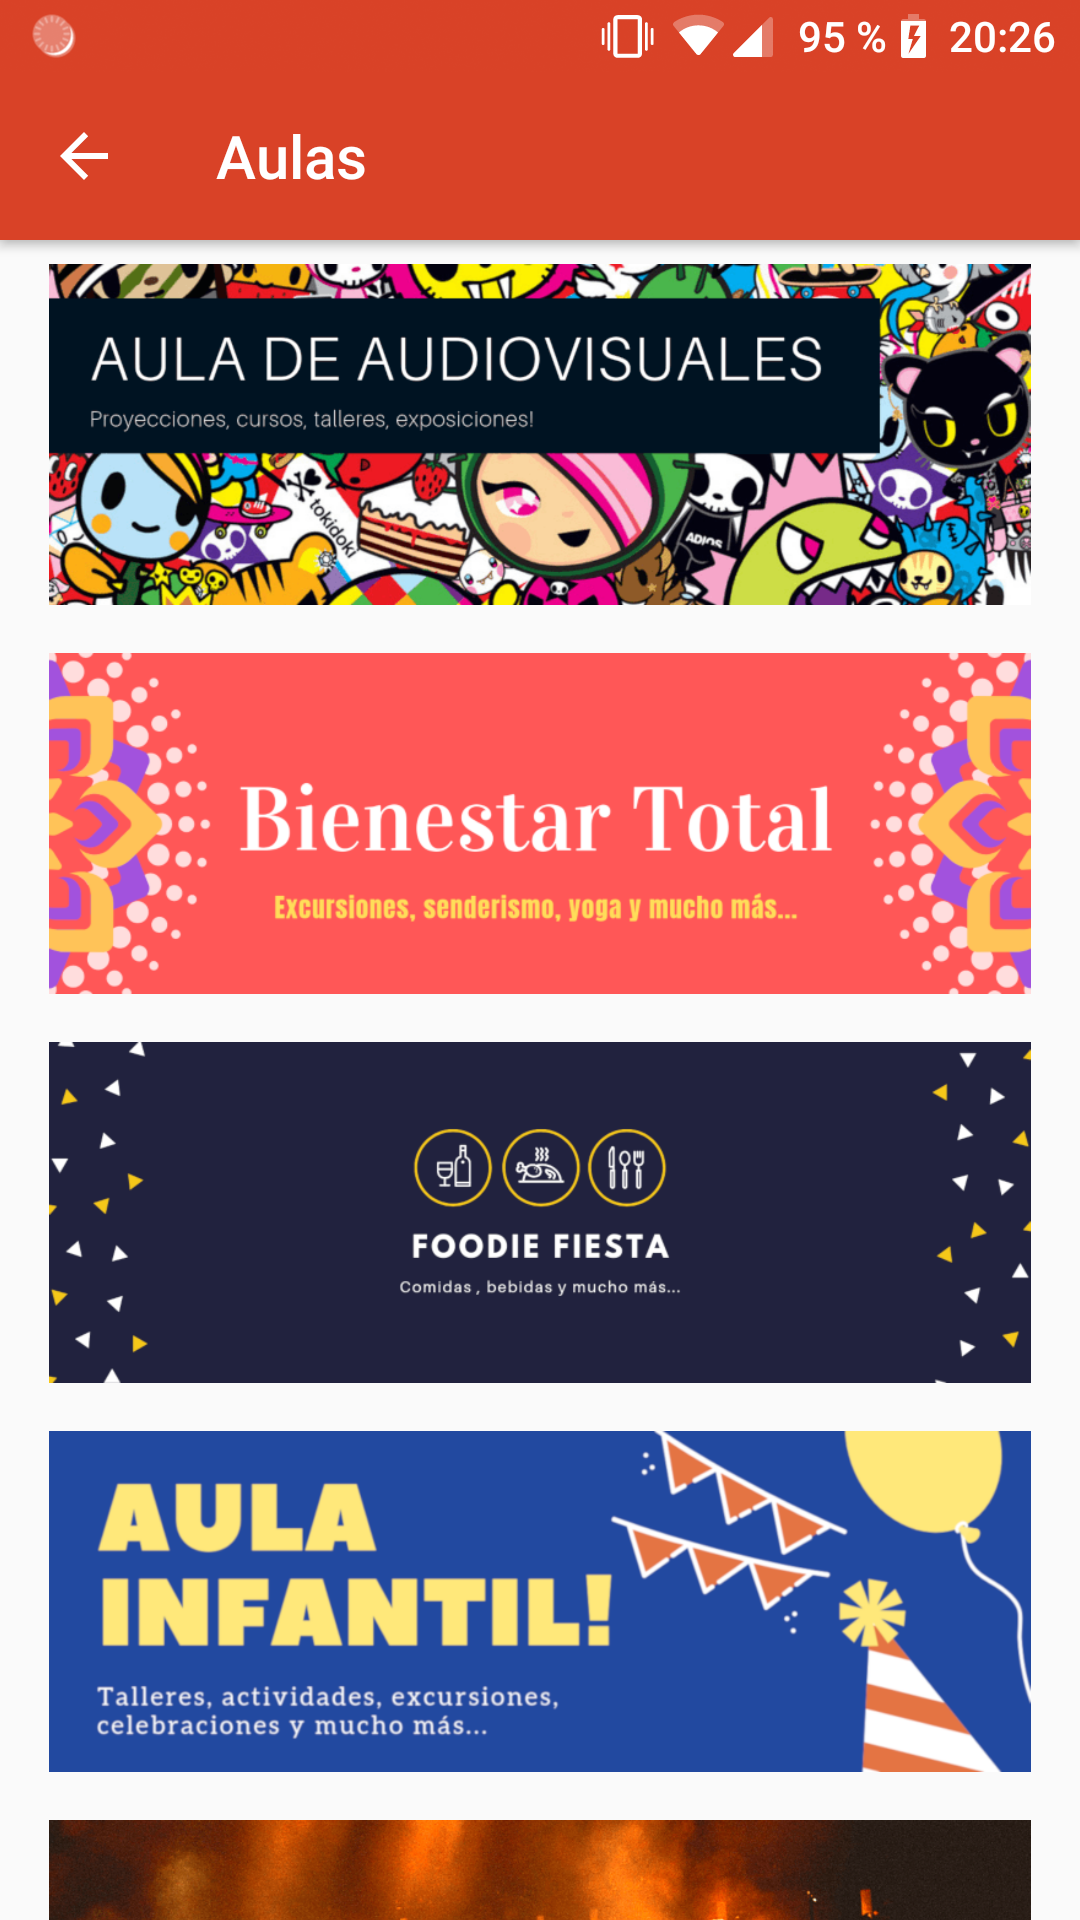 95 % 20:26
Aulas
AULA DE AUDIOVISUALES
Proyecciones, cursos, talleres, exposiciones!
tokidoki
ADIOS
Bienestar Total
Excursiones, senderismo, yoga y mucho más...
FOODIE FIESTA
Comidas , bebidas y mucho más...
AULA
INFANTIL!
Talleres, actividades, excursiones,
celebraciones y mucho más...